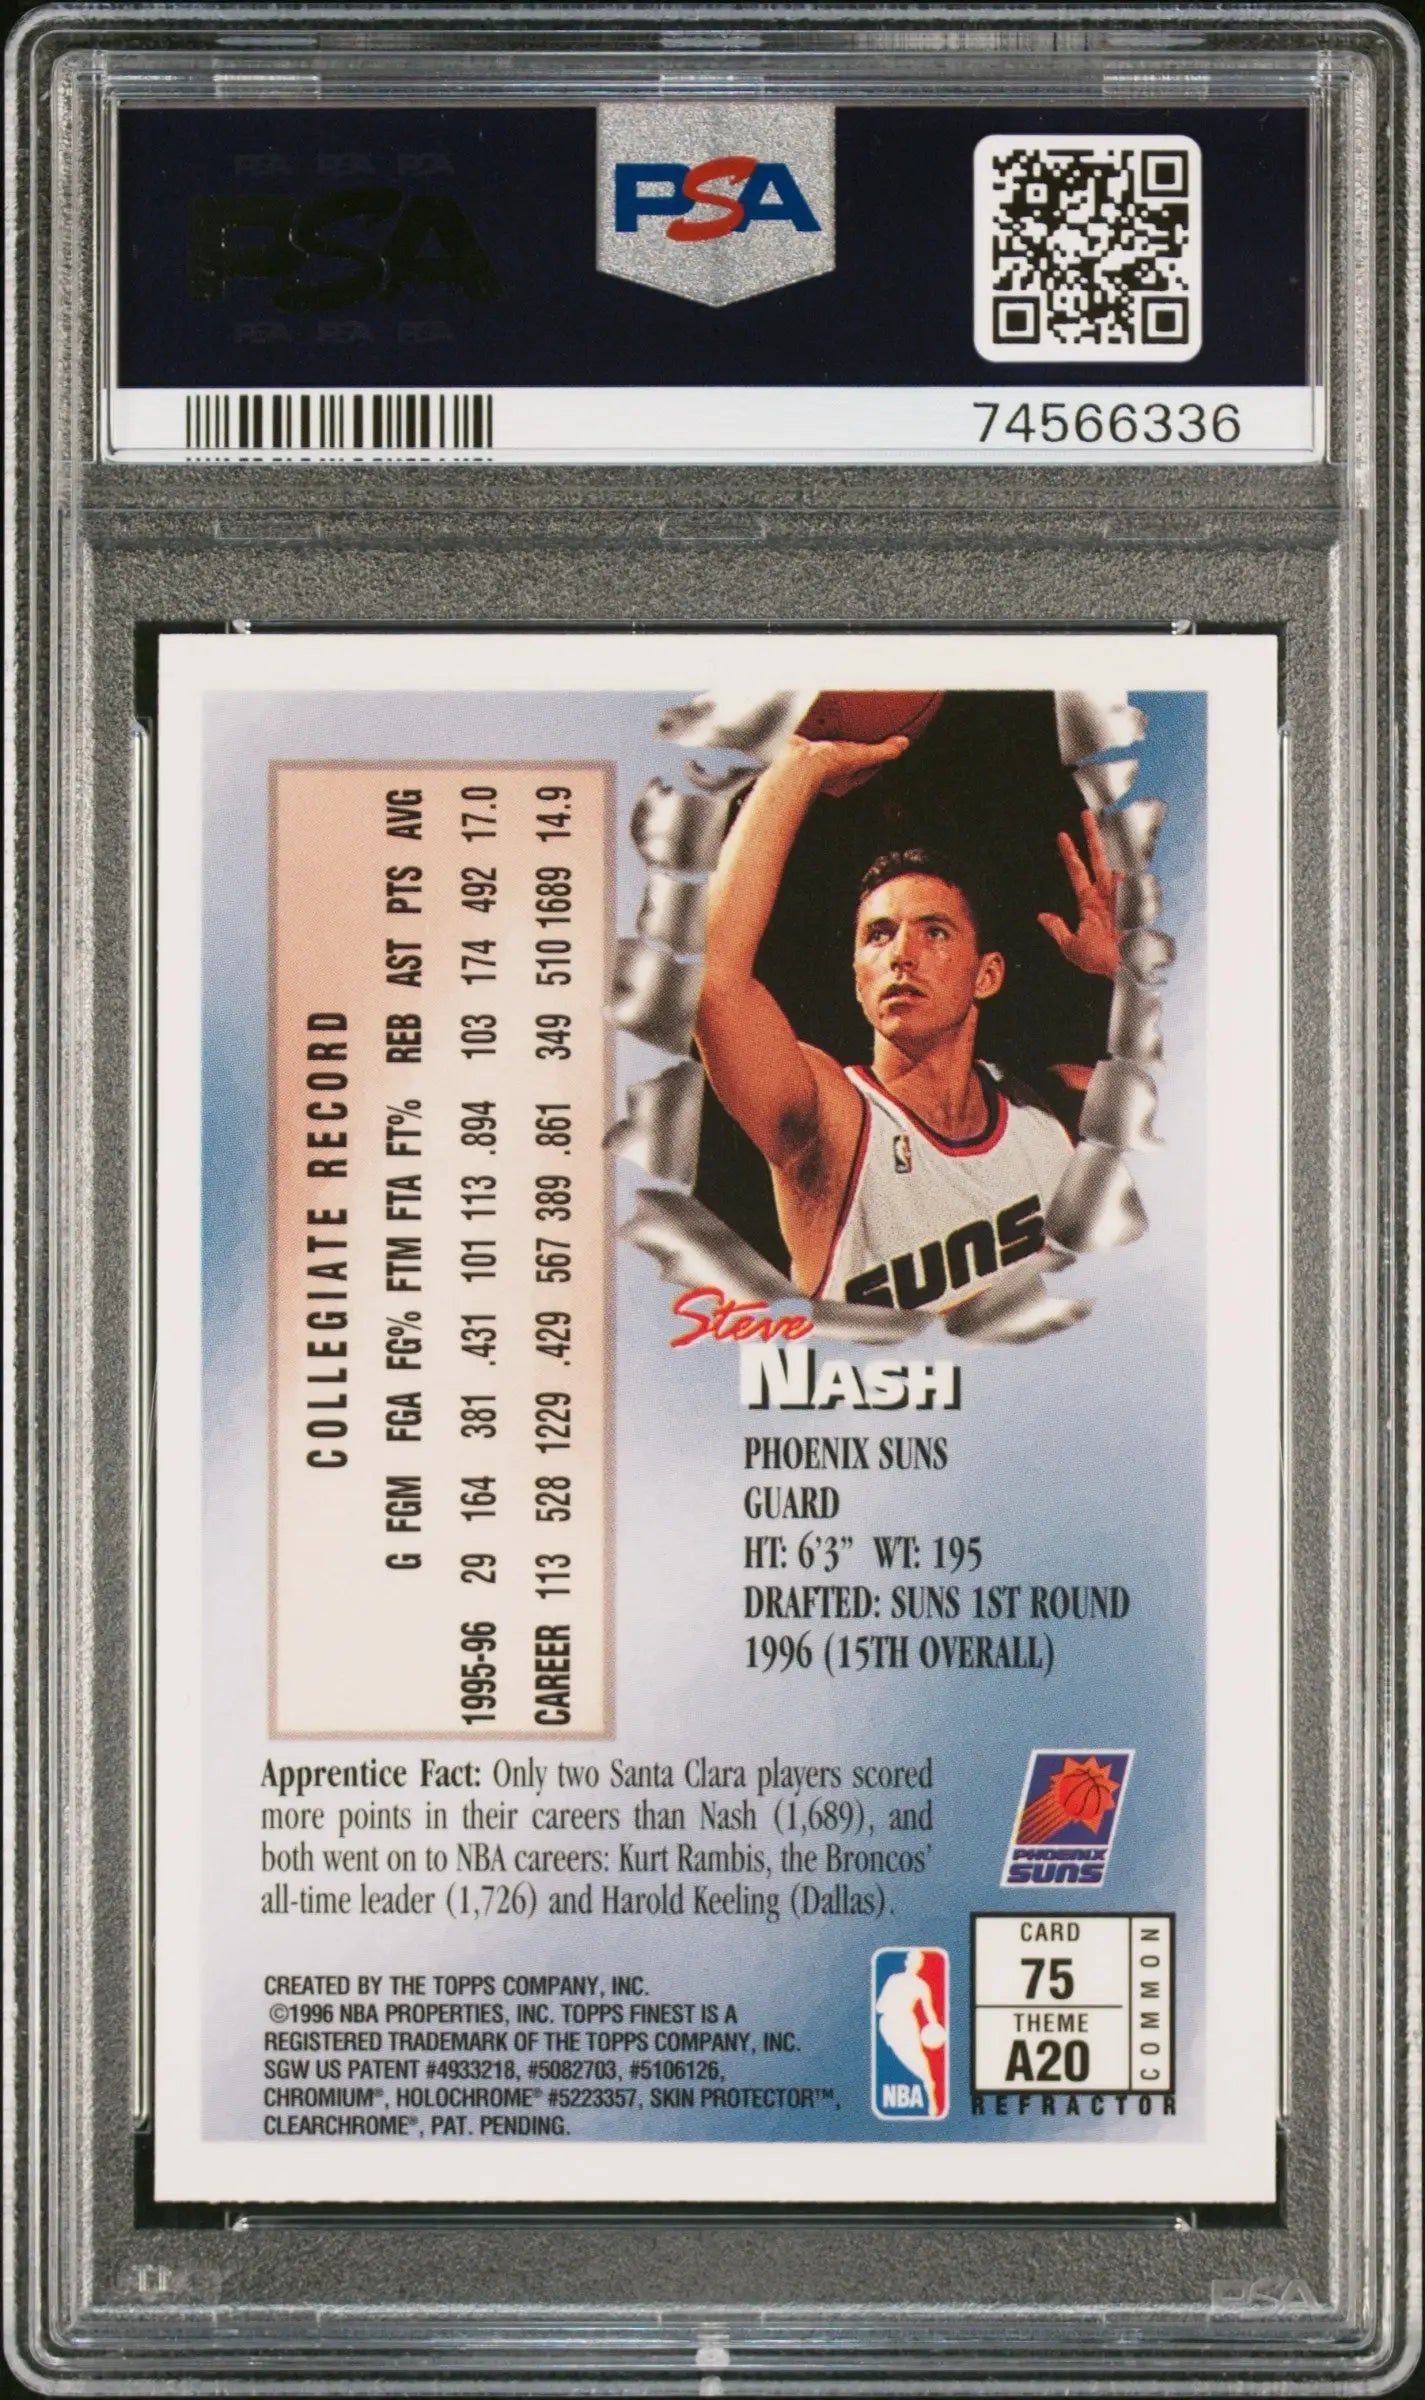 PSA PSA PSA
PSA
PSA PSA PSA
PSA
74566336
COLLEGIATE RECORD
G FGM FGA FG% FTM FTA FT% REB AST PTS AVG
1995-96 29 164 381 .431 101 113 .894 103 174 492 17.0
CAREER 113 528 1229 .429 567 389 .861 349 510 1689 14.9
SUNS
Steve
NASH
PHOENIX SUNS
GUARD
HT: 6'3” WT: 195
DRAFTED: SUNS 1ST ROUND
1996 (15TH OVERALL)
Apprentice Fact: Only two Santa Clara players scored
more points in their careers than Nash (1,689), and
both went on to NBA careers: Kurt Rambis, the Broncos'
all-time leader (1,726) and Harold Keeling (Dallas).
PHOENIX
SUNS
CREATED BY THE TOPPS COMPANY, INC.
©1996 NBA PROPERTIES, INC. TOPPS FINEST IS A
REGISTERED TRADEMARK OF THE TOPPS COMPANY, INC.
SGW US PATENT #4933218, #5082703, #5106126,
CHROMIUM®, HOLOCHROME® #5223357, SKIN PROTECTOR™,
CLEARCHROME®, PAT. PENDING.
NBA
CARD
75
THEME
A20
COMMON
REFRACTOR
PSA